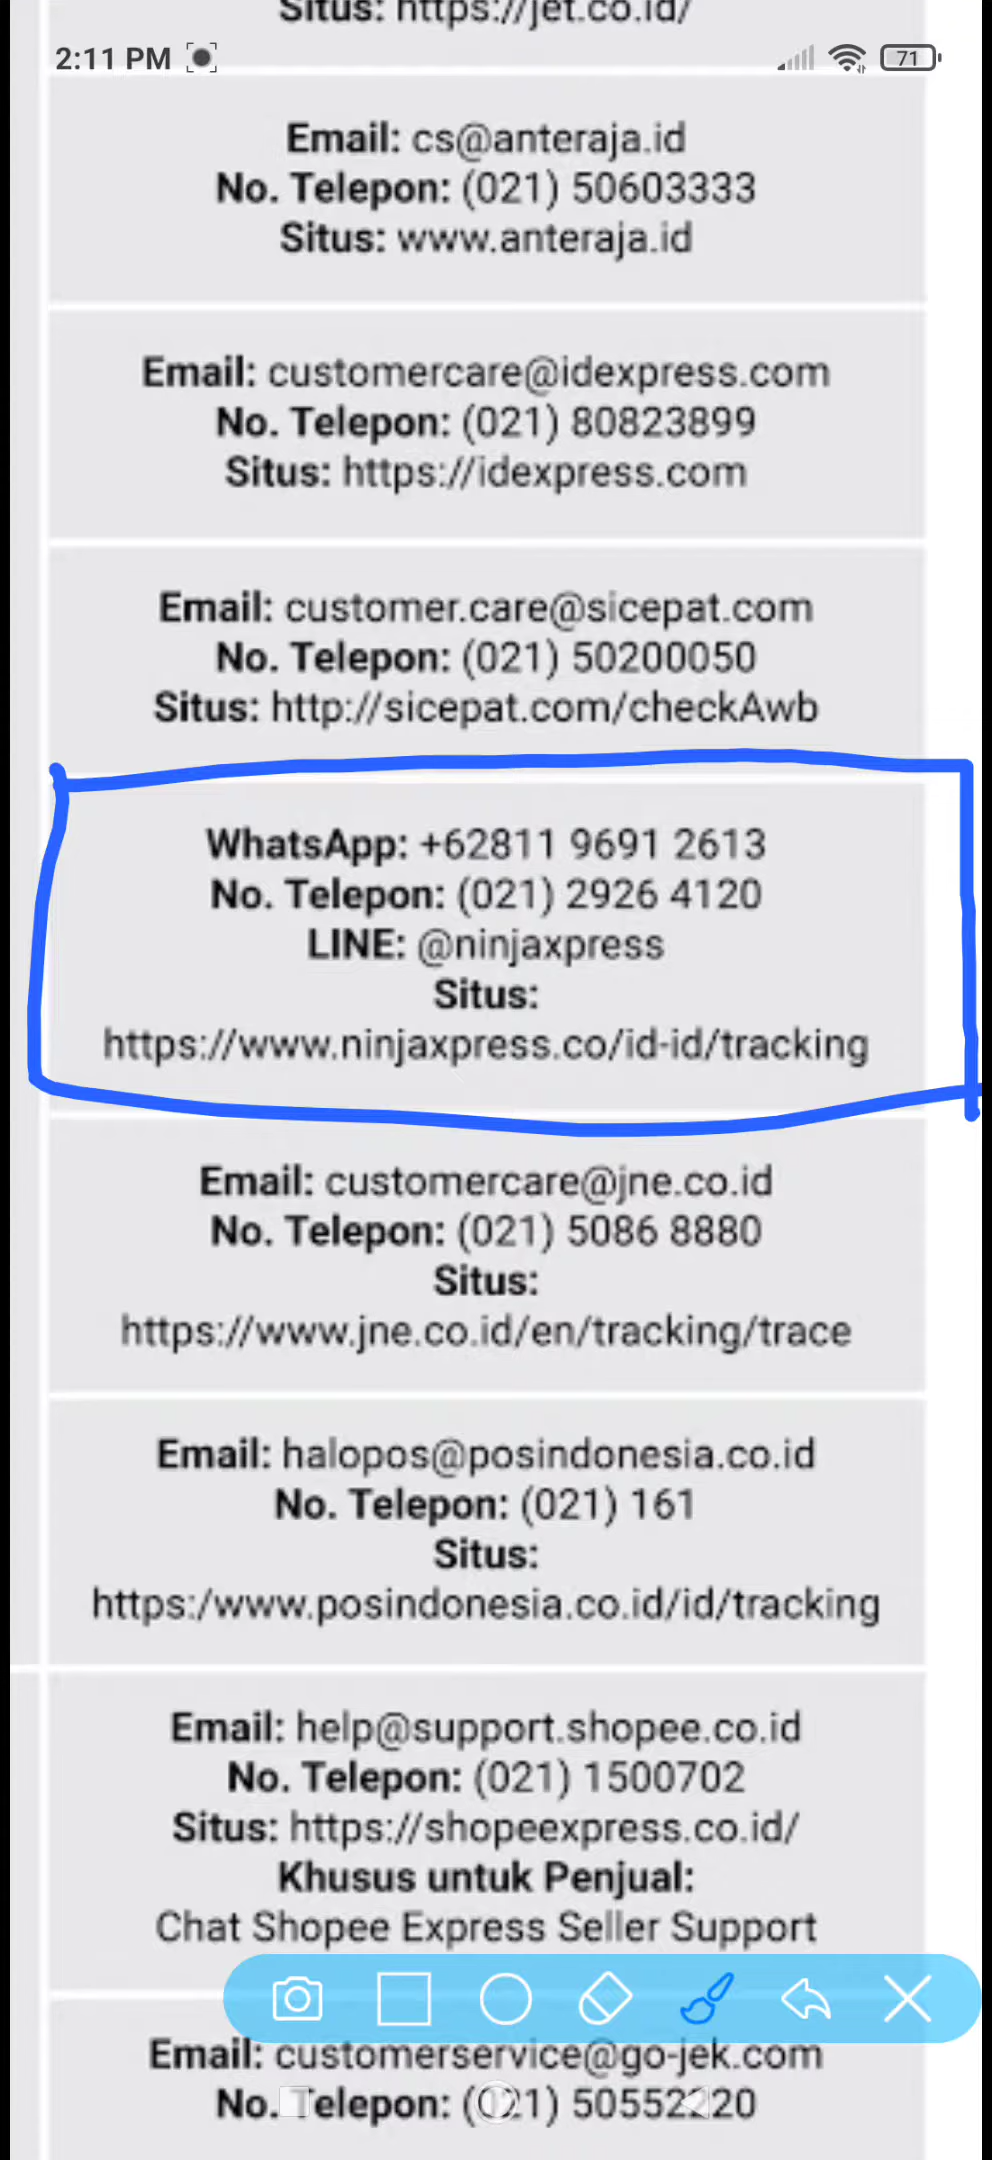 Situs: https://jet.co.id/
2:11 PM
71
Email: cs@anteraja.id
No. Telepon: (021) 50603333
Situs: www.anteraja.id
Email: customercare@idexpress.com
No. Telepon: (021) 80823899
Situs: https://idexpress.com
Email: customer.care@sicepat.com
No. Telepon: (021) 50200050
Situs: http://sicepat.com/checkAwb
WhatsApp: +62811 9691 2613
No. Telepon: (021) 2926 4120
LINE: @ninjaxpress
Situs:
https://www.ninjaxpress.co/id-id/tracking
Email: customercare@jne.co.id
No. Telepon: (021) 5086 8880
Situs:
https://www.jne.co.id/en/tracking/trace
Email: halopos@posindonesia.co.id
No. Telepon: (021) 161
Situs:
https:/www.posindonesia.co.id/id/tracking
Email: help@support.shopee.co.id
No. Telepon: (021) 1500702
Situs: https://shopeexpress.co.id/
Khusus untuk Penjual:
Chat Shopee Express Seller Support
Email: customerservice@go-jek.com
No. Telepon: (021) 50552220